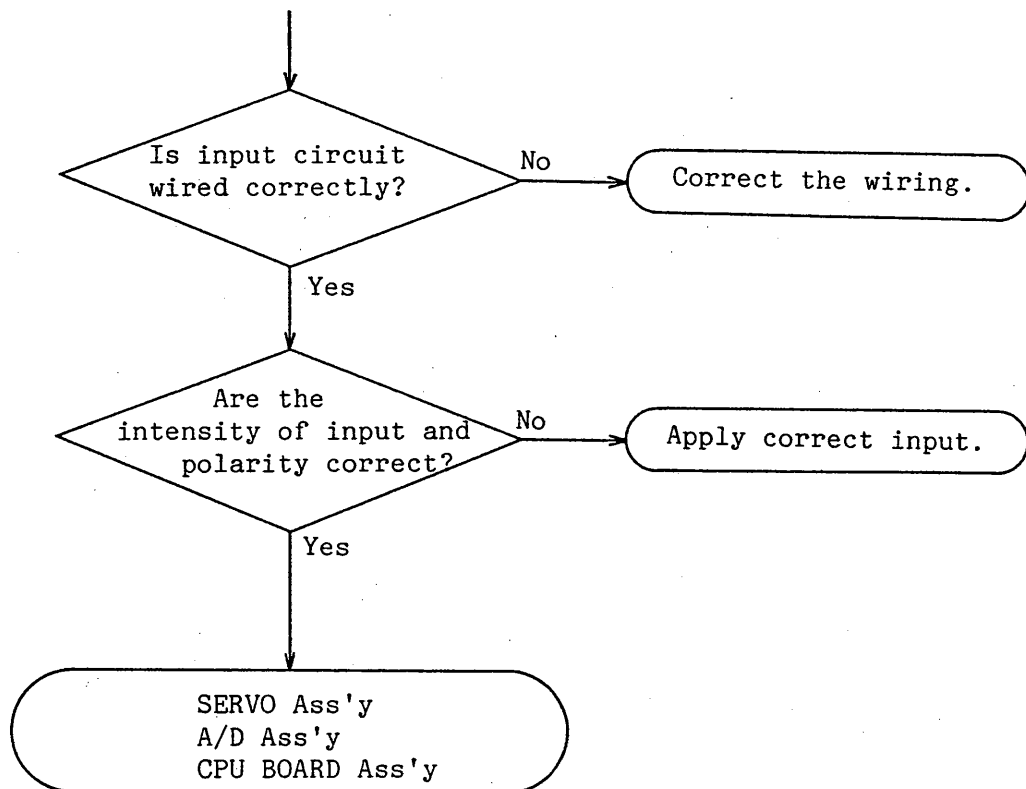 Is input circuit
wired correctly?
No
Correct the wiring.
Yes
Are the
intensity of input and
polarity correct?
No
Apply correct input.
Yes
SERVO Ass'y
A/D Ass'y
CPU BOARD Ass'y